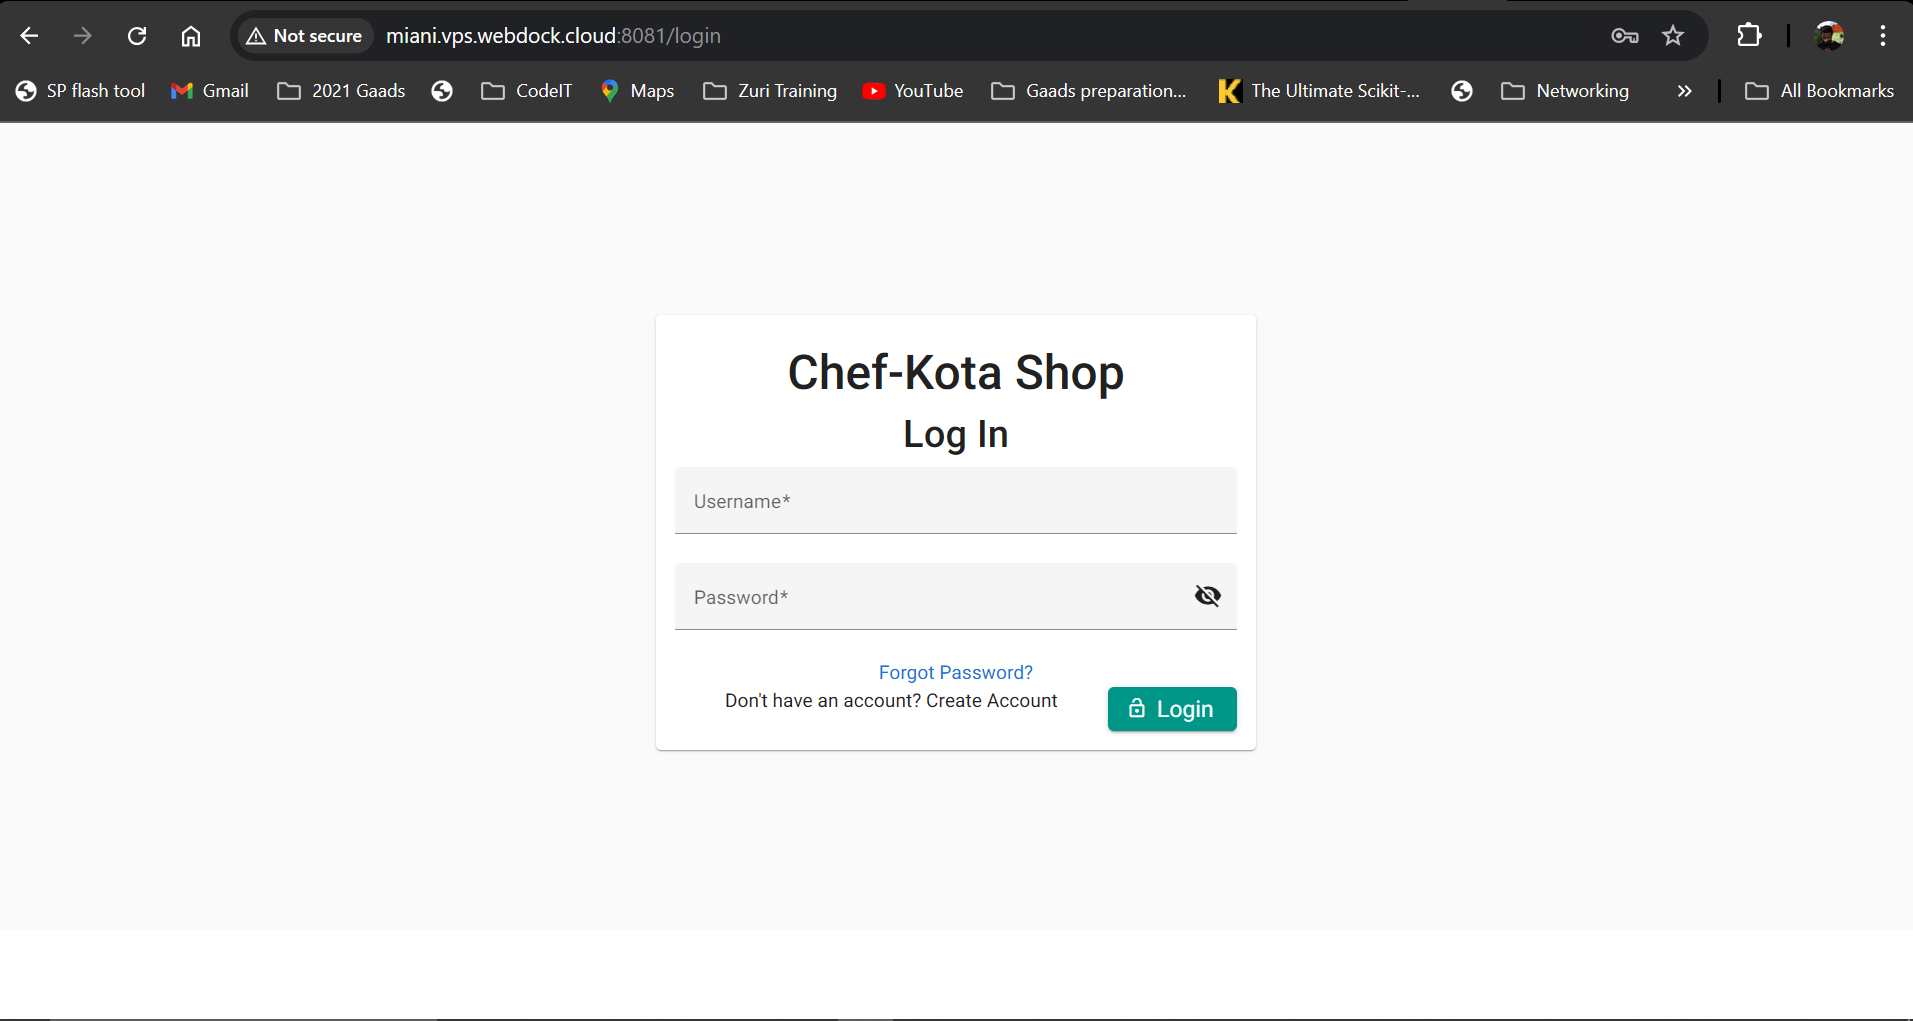 Not secure miani.vps.webdock.cloud:8081/login
SP flash tool Gmail 2021 Gaads CodeIT Maps Zuri Training YouTube Gaads preparation... The Ultimate Scikit-... Networking All Bookmarks
Chef-Kota Shop
Log In
Username*
Password*
Forgot Password?
Don't have an account? Create Account
Login